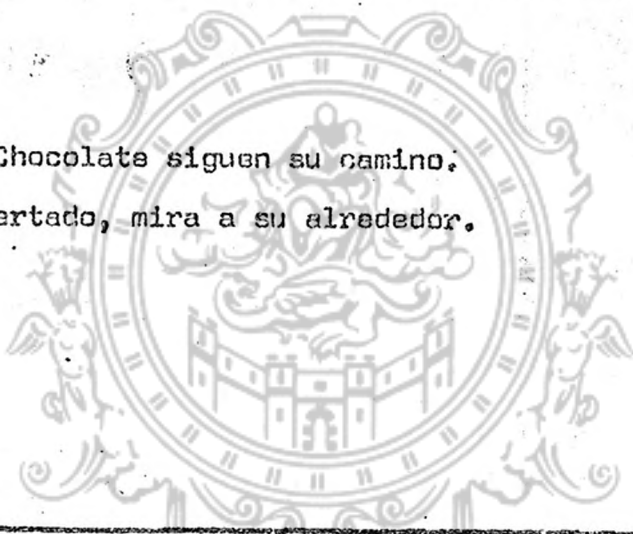 Chocolate siguen su camino.
ertado, mira a su alrededor.